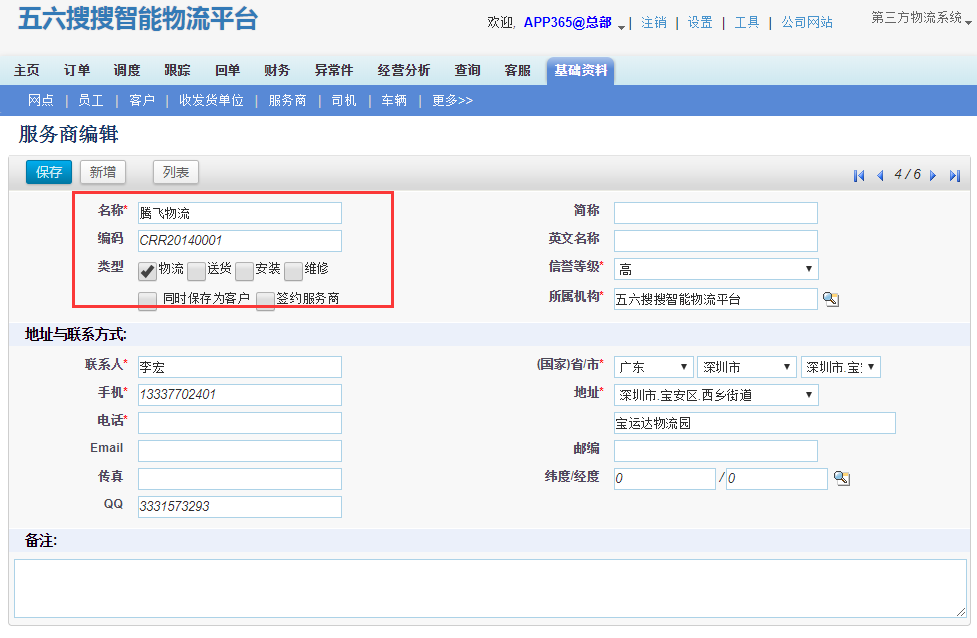 五六搜搜智能物流平台
欢迎, APP365@总部 | 注销 | 设置 | 工具 | 公司网站
第三方物流系统
主页 订单 调度 跟踪 回单 财务 异常件 经营分析 查询 客服 基础资料
网点 | 员工 | 客户 | 收发货单位 | 服务商 | 司机 | 车辆 | 更多>>
服务商编辑
保存 新增 列表 4 / 6
名称* 腾飞物流 简称
编码 CRR20140001 英文名称
类型 物流 送货 安装 维修 信誉等级* 高
同时保存为客户 签约服务商 所属机构* 五六搜搜智能物流平台
地址与联系方式:
联系人* 李宏 (国家)省/市* 广东 深圳市 深圳市.宝
手机* 13337702401 地址* 深圳市.宝安区.西乡街道
电话* 宝运达物流园
Email 邮编
传真 纬度/经度 0 / 0
QQ 3331573293
备注: